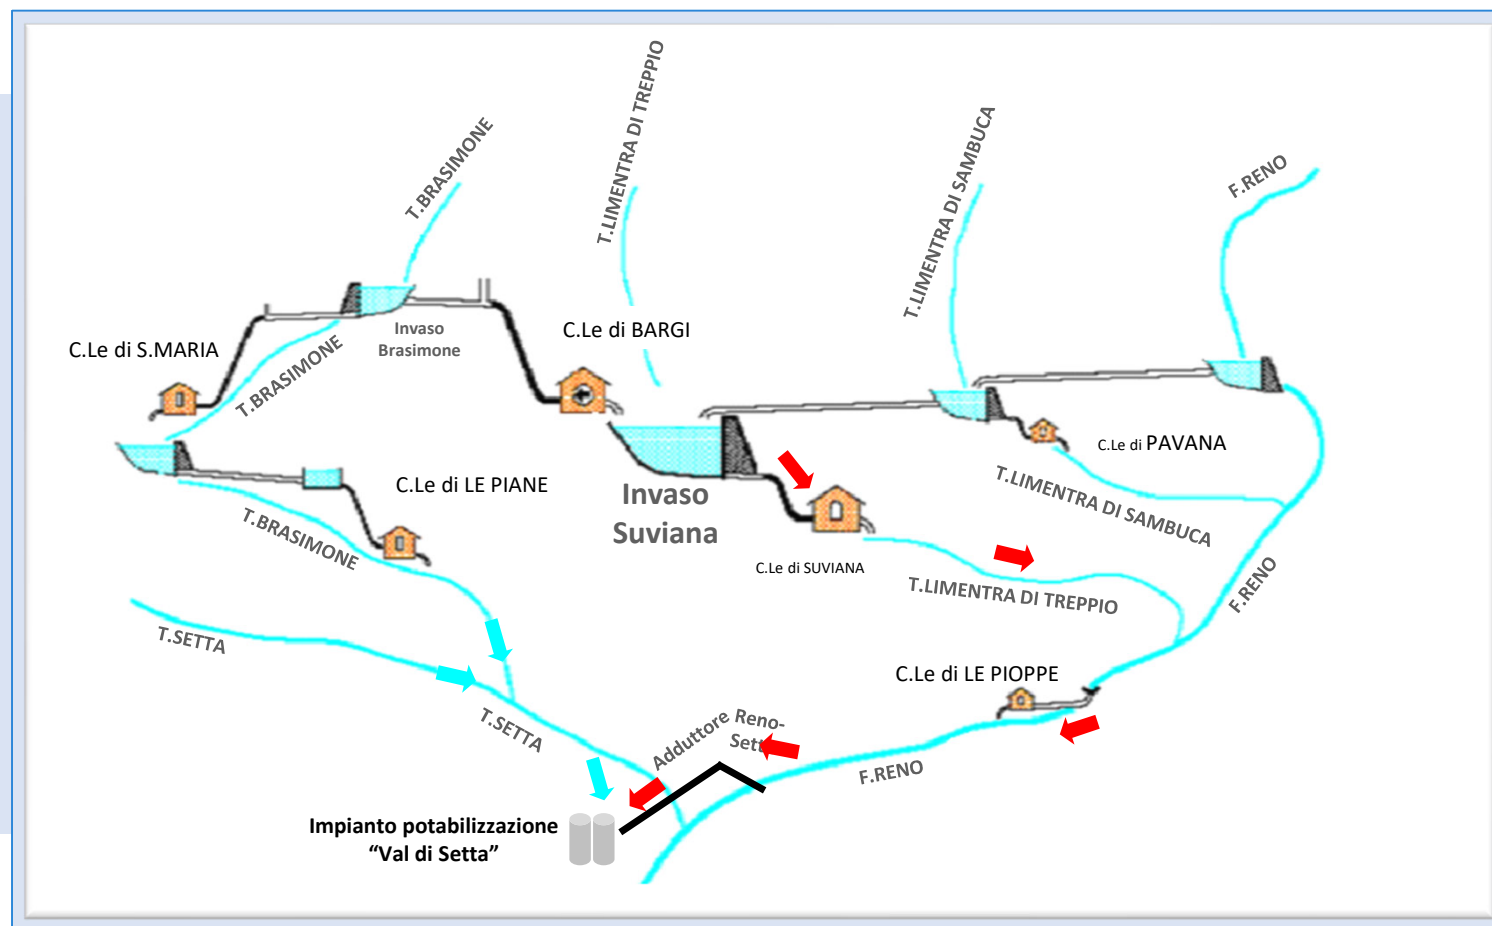 T.BRASIMONE
T.LIMENTRA DI TREPPIO
T.LIMENTRA DI SAMBUCA
F.RENO
C.Le di S.MARIA
T.BRASIMONE
Invaso
Brasimone
C.Le di BARGI
C.Le di PAVANA
C.Le di LE PIANE
Invaso
Suviana
T.LIMENTRA DI SAMBUCA
T.BRASIMONE
C.Le di SUVIANA
T.LIMENTRA DI TREPPIO
F.RENO
T.SETTA
C.Le di LE PIOPPE
T.SETTA
Adduttore Reno-
Sett
F.RENO
Impianto potabilizzazione
“Val di Setta”